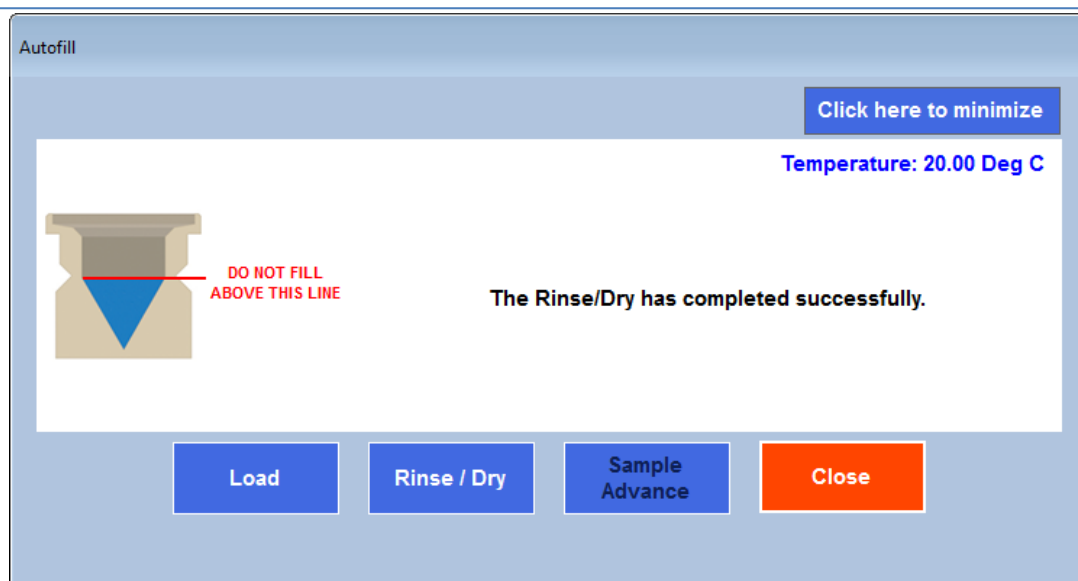 Autofill
Click here to minimize
Temperature: 20.00 Deg C
DO NOT FILL
ABOVE THIS LINE
The Rinse/Dry has completed successfully.
Load
Rinse / Dry
Sample
Advance
Close